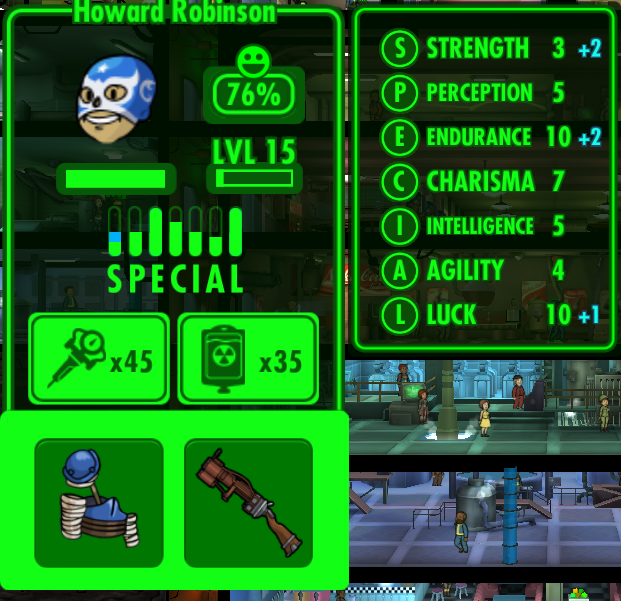 Howard Robinson
76%
LVL 15
SPECIAL
x45
x35
S STRENGTH 3 +2
P PERCEPTION 5
E ENDURANCE 10 +2
C CHARISMA 7
I INTELLIGENCE 5
A AGILITY 4
L LUCK 10 +1